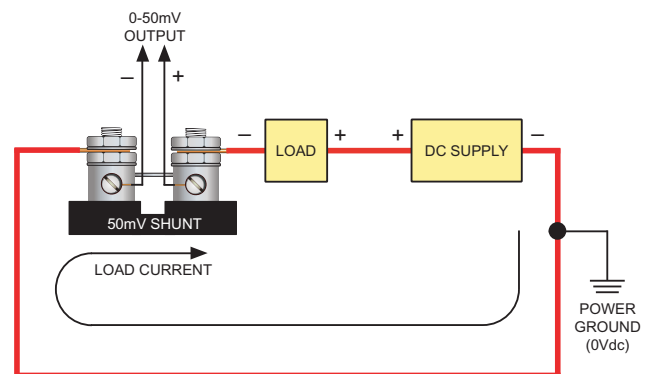 0-50mV
OUTPUT
– +
– LOAD + + DC SUPPLY –
50mV SHUNT
LOAD CURRENT
POWER
GROUND
(0Vdc)